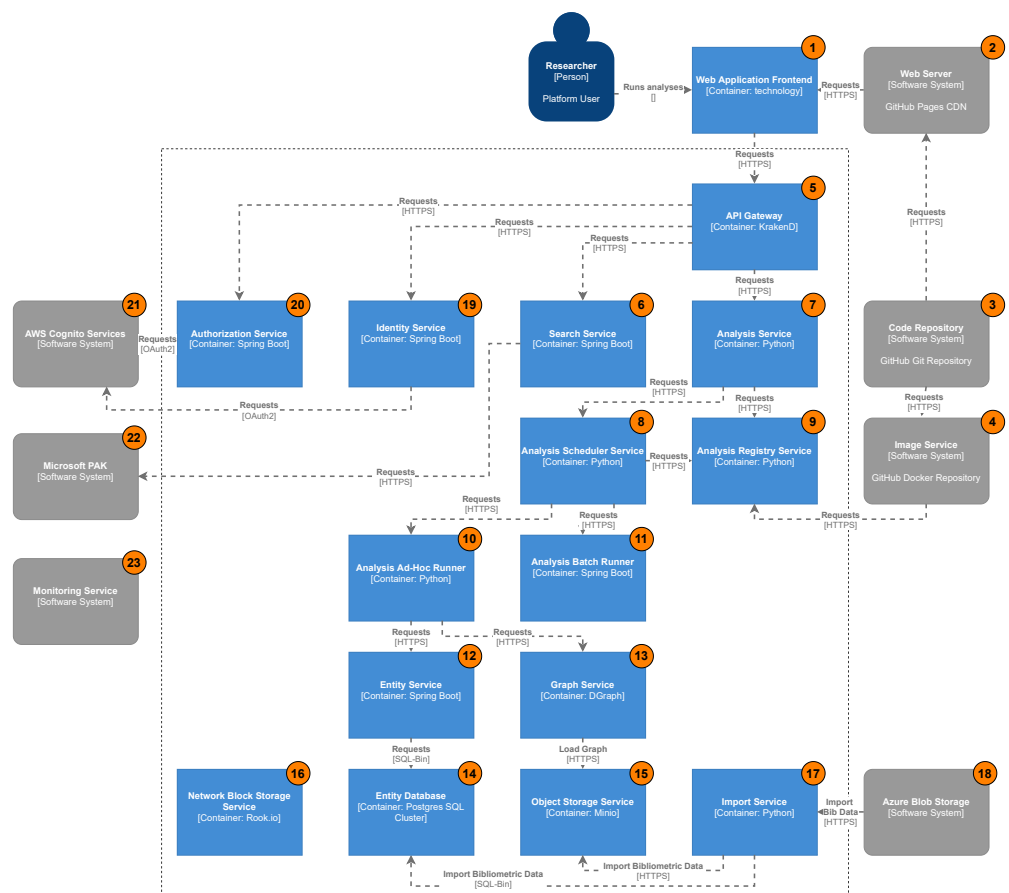 1
2
Researcher
[Person]
Platform User
Runs analyses
[]
Web Application Frontend
[Container: technology]
Requests
[HTTPS]
Web Server
[Software System]
GitHub Pages CDN
Requests
[HTTPS]
5
API Gateway
[Container: KrakenD]
Requests
[HTTPS]
Requests
[HTTPS]
Requests
[HTTPS]
Requests
[HTTPS]
Requests
[HTTPS]
21
AWS Cognito Services
[Software System]
Requests
[OAuth2]
20
Authorization Service
[Container: Spring Boot]
19
Identity Service
[Container: Spring Boot]
6
Search Service
[Container: Spring Boot]
7
Analysis Service
[Container: Python]
3
Code Repository
[Software System]
GitHub Git Repository
Requests
[OAuth2]
Requests
[HTTPS]
Requests
[HTTPS]
Requests
[HTTPS]
22
Microsoft PAK
[Software System]
Requests
[HTTPS]
8
Analysis Scheduler Service
[Container: Python]
Requests
[HTTPS]
9
Analysis Registry Service
[Container: Python]
4
Image Service
[Software System]
GitHub Docker Repository
Requests
[HTTPS]
Requests
[HTTPS]
Requests
[HTTPS]
23
Monitoring Service
[Software System]
10
Analysis Ad-Hoc Runner
[Container: Python]
11
Analysis Batch Runner
[Container: Spring Boot]
Requests
[HTTPS]
Requests
[HTTPS]
12
Entity Service
[Container: Spring Boot]
13
Graph Service
[Container: DGraph]
Requests
[SQL-Bin]
Load Graph
[HTTPS]
16
Network Block Storage
Service
[Container: Rook.io]
14
Entity Database
[Container: Postgres SQL
Cluster]
15
Object Storage Service
[Container: Minio]
17
Import Service
[Container: Python]
Import
Bib Data
[HTTPS]
18
Azure Blob Storage
[Software System]
Import Bibliometric Data
[HTTPS]
Import Bibliometric Data
[SQL-Bin]